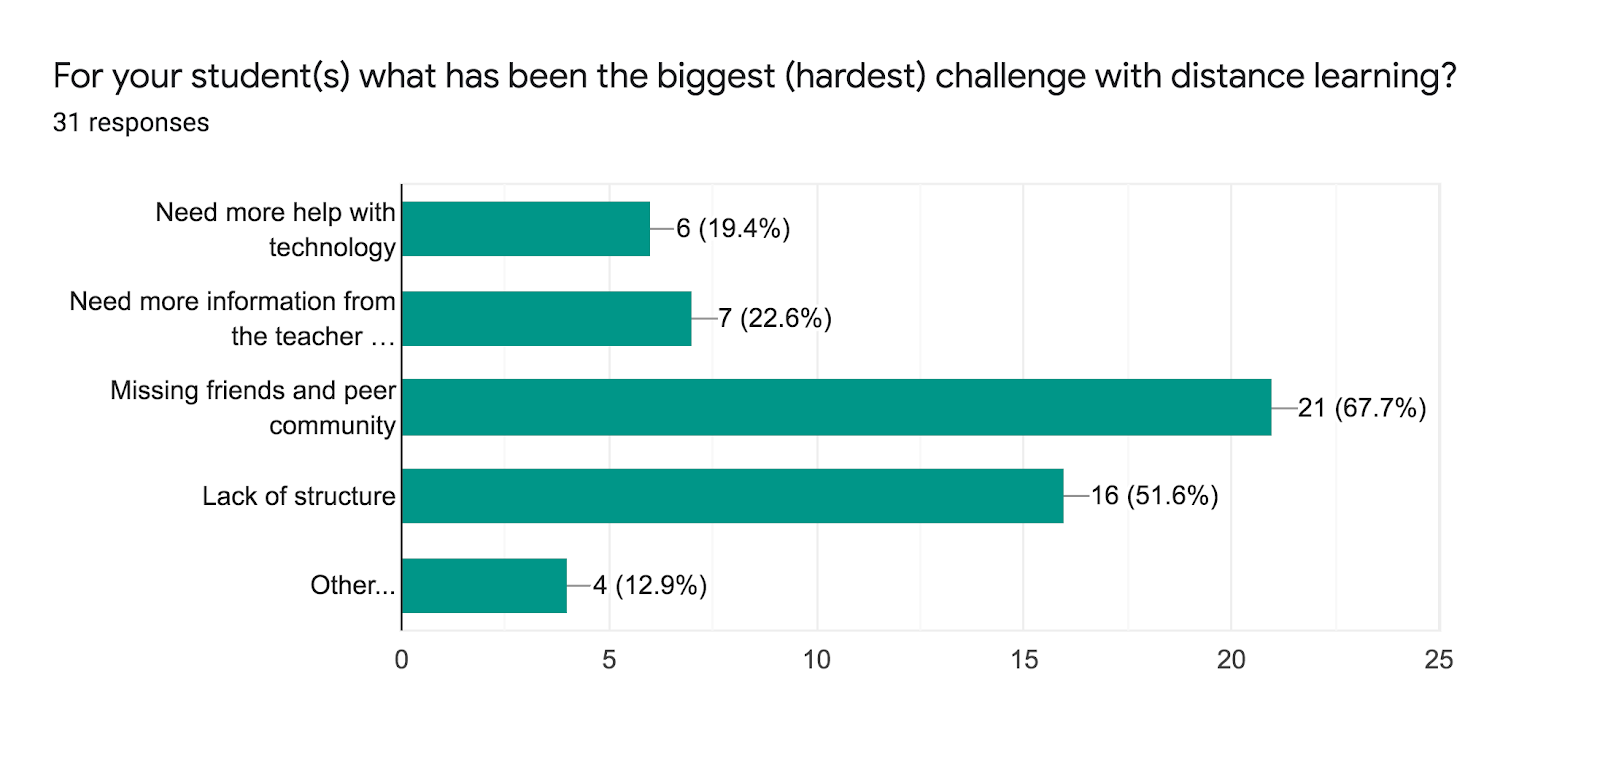 For your student(s) what has been the biggest (hardest) challenge with distance learning?
31 responses
Need more help with
technology
6 (19.4%)
Need more information from
the teacher …
7 (22.6%)
Missing friends and peer
community
21 (67.7%)
Lack of structure
16 (51.6%)
Other...
4 (12.9%)
0 5 10 15 20 25